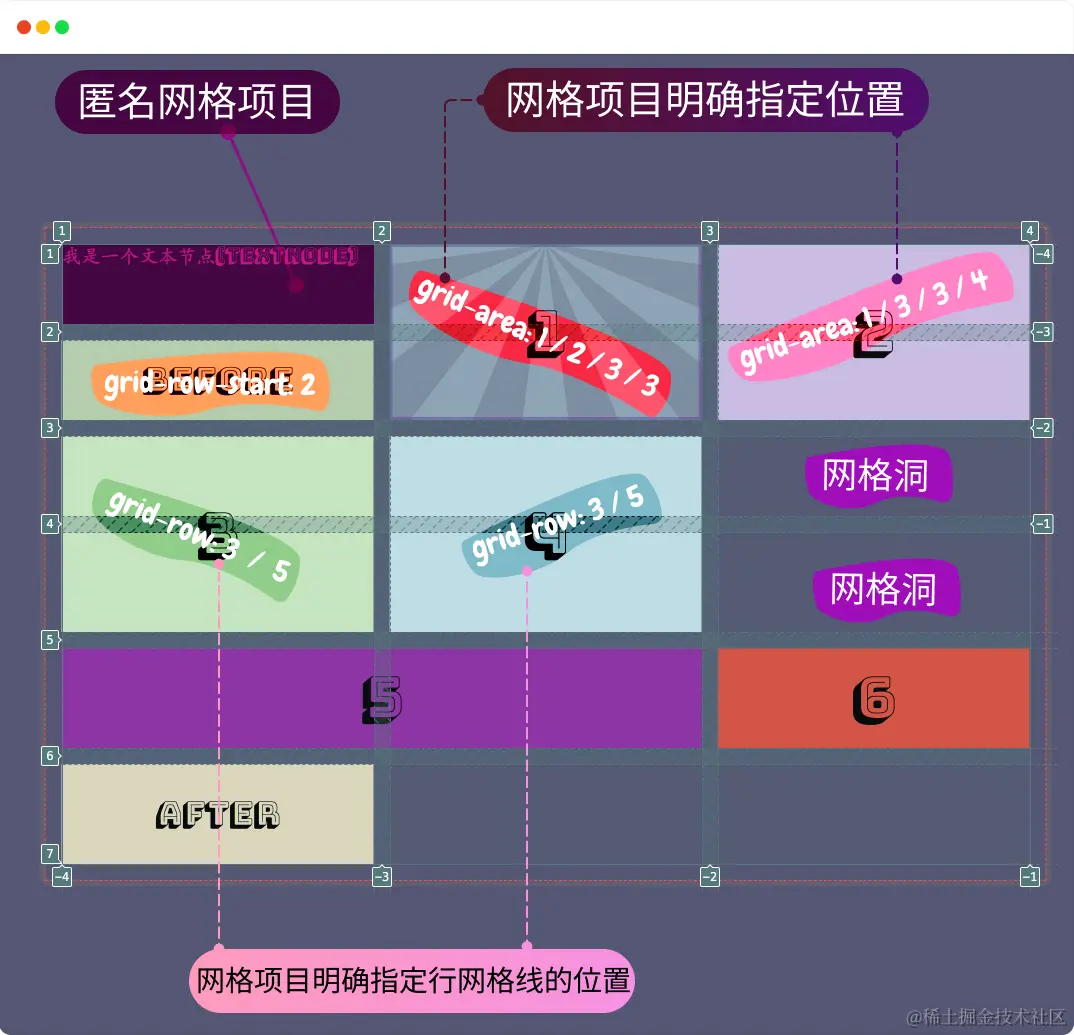 匿名网格项目
网格项目明确指定位置
1
2
3
4
1
我是一个文本节点(TEXTNODE)
-4
grid-area: 1 / 2 / 3 / 3
1
grid-area: 1 / 3 / 3 / 4
2
2
-3
BEFORE
grid-row-start: 2
3
-2
网格洞
grid-row: 3 / 5
3
grid-row: 3 / 5
4
4
-1
网格洞
5
5
6
6
AFTER
7
-4
-3
-2
-1
网格项目明确指定行网格线的位置
@稀土掘金技术社区